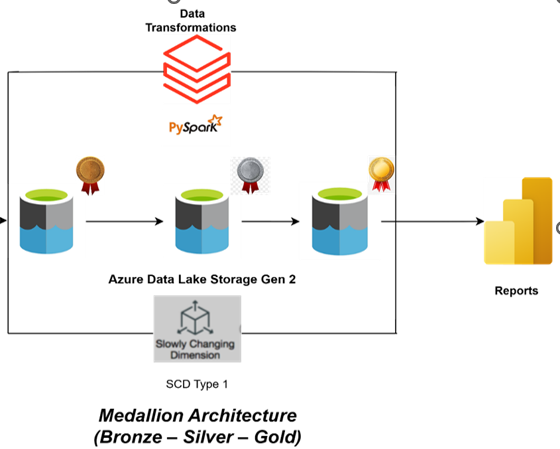 Data
Transformations
PySpark
Azure Data Lake Storage Gen 2
Slowly Changing
Dimension
SCD Type 1
Reports
Medallion Architecture
(Bronze – Silver – Gold)